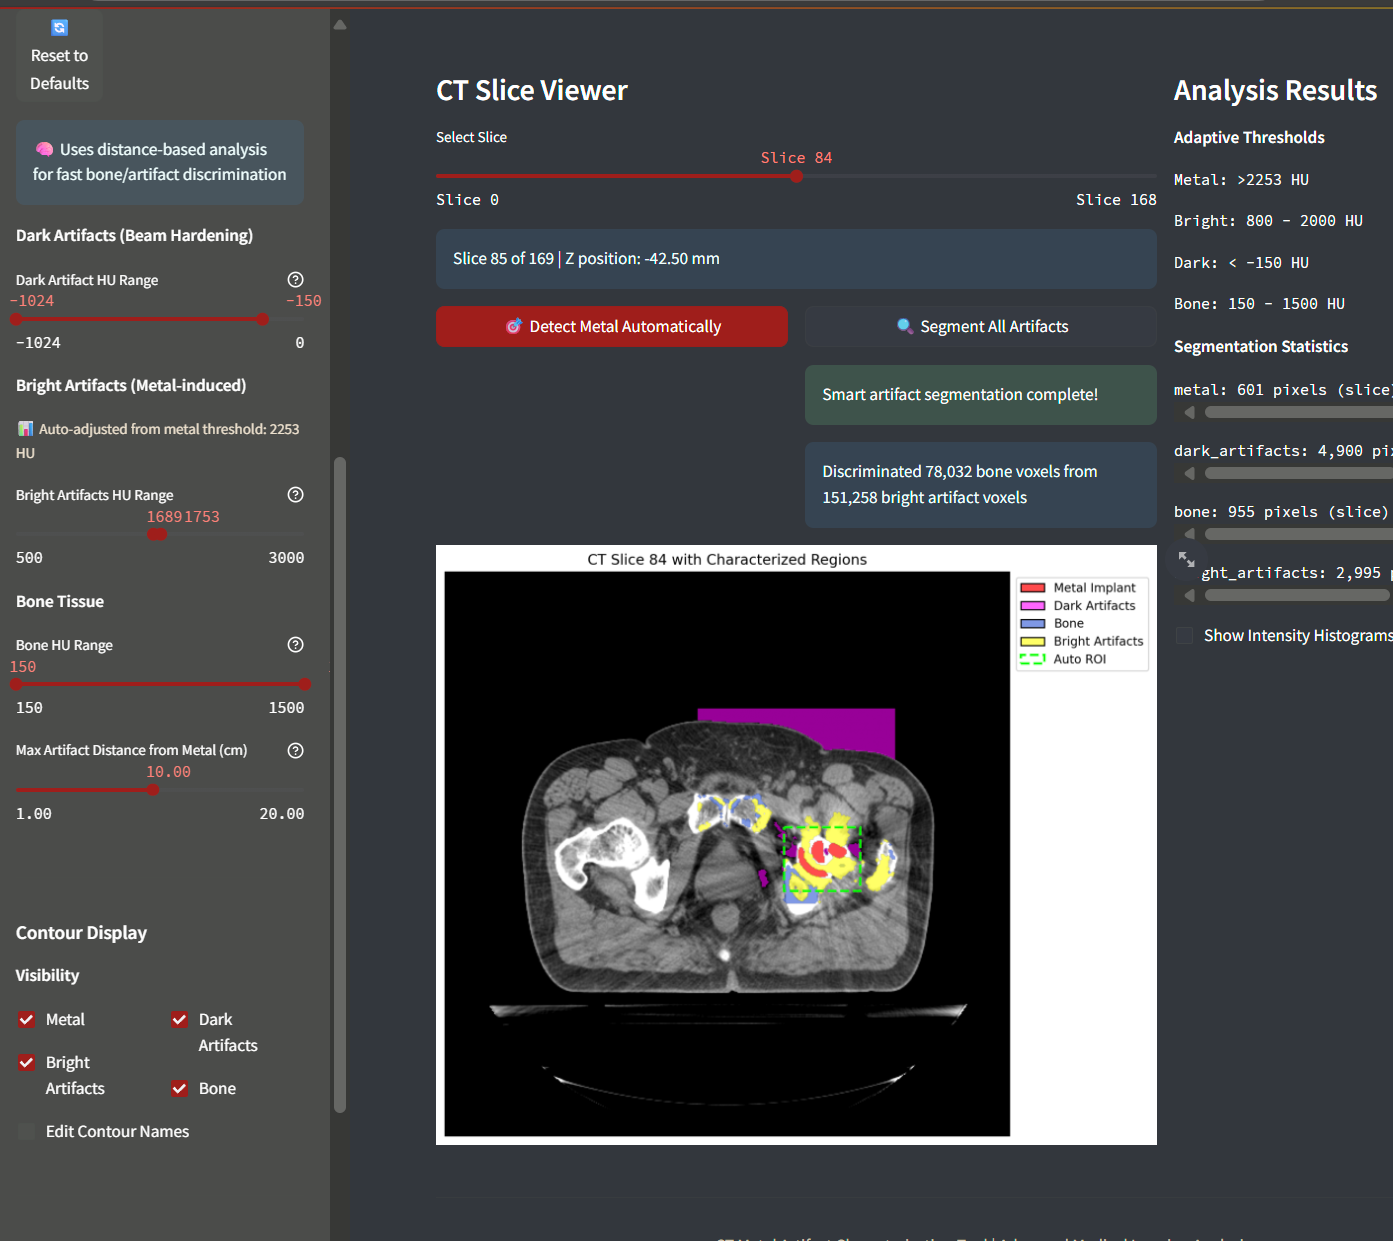 Reset to
Defaults
🧠 Uses distance-based analysis
for fast bone/artifact discrimination
Dark Artifacts (Beam Hardening)
Dark Artifact HU Range
-1024 -150
-1024 0
Bright Artifacts (Metal-induced)
📊 Auto-adjusted from metal threshold: 2253
HU
Bright Artifacts HU Range
1689 1753
500 3000
Bone Tissue
Bone HU Range
150
150 1500
Max Artifact Distance from Metal (cm)
10.00
1.00 20.00
Contour Display
Visibility
Metal
Dark
Artifacts
Bright
Artifacts
Bone
Edit Contour Names
CT Slice Viewer
Select Slice
Slice 84
Slice 0 Slice 168
Slice 85 of 169 | Z position: -42.50 mm
🎯 Detect Metal Automatically
🔍 Segment All Artifacts
Smart artifact segmentation complete!
Discriminated 78,032 bone voxels from
151,258 bright artifact voxels
CT Slice 84 with Characterized Regions
Metal Implant
Dark Artifacts
Bone
Bright Artifacts
Auto ROI
Analysis Results
Adaptive Thresholds
Metal: >2253 HU
Bright: 800 - 2000 HU
Dark: < -150 HU
Bone: 150 - 1500 HU
Segmentation Statistics
metal: 601 pixels (slice)
dark_artifacts: 4,900 pi
bone: 955 pixels (slice)
ght_artifacts: 2,995
Show Intensity Histograms